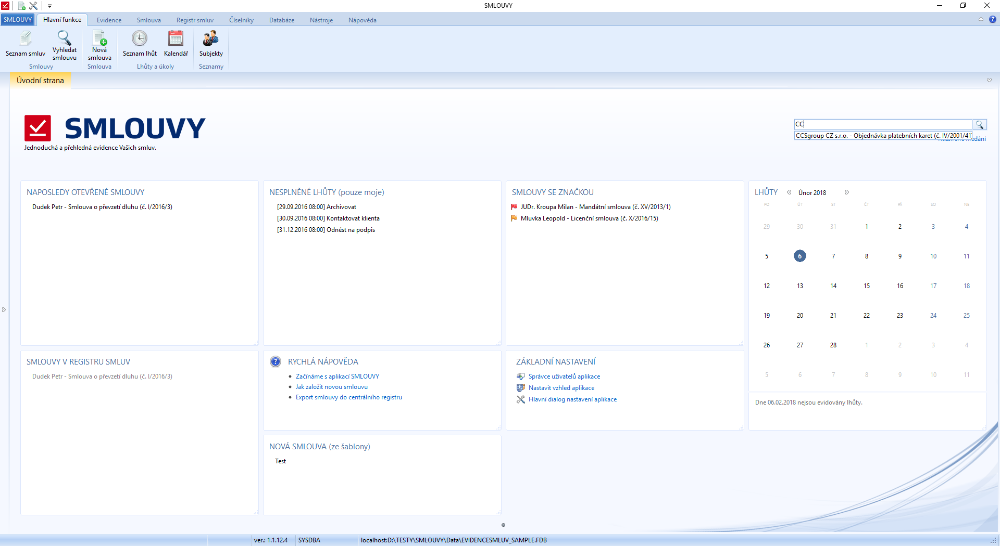 SMLOUVY
SMLOUVY Hlavní funkce Evidence Smlouva Registr smluv Číselníky Databáze Nástroje Nápověda
Seznam smluv
Vyhledat
smlouvu
Nová
smlouva
Seznam lhůt
Kalendář
Subjekty
Smlouvy
Smlouva
Lhůty a úkoly
Seznamy
Úvodní strana
SMLOUVY
Jednoduchá a přehledná evidence Vašich smluv.
CC
CCSgroup CZ s.r.o. - Objednávka platebních karet (č. IV/2001/41
NAPOSLEDY OTEVŘENÉ SMLOUVY
Dudek Petr - Smlouva o převzetí dluhu (č. I/2016/3)
NESPLNĚNÉ LHŮTY (pouze moje)
[29.09.2016 08:00] Archivovat
[30.09.2016 08:00] Kontaktovat klienta
[31.12.2016 08:00] Odnést na podpis
SMLOUVY SE ZNAČKOU
JUDr. Kroupa Milan - Mandátní smlouva (č. XV/2013/1)
Mluvka Leopold - Licenční smlouva (č. X/2016/15)
LHŮTY Únor 2018
PO ÚT ST ČT PÁ SO NE
29 30 31 1 2 3 4
5 6 7 8 9 10 11
12 13 14 15 16 17 18
19 20 21 22 23 24 25
26 27 28 1 2 3 4
5 6 7 8 9 10 11
Dne 06.02.2018 nejsou evidovány lhůty.
SMLOUVY V REGISTRU SMLUV
Dudek Petr - Smlouva o převzetí dluhu (č. I/2016/3)
? RYCHLÁ NÁPOVĚDA
Začínáme s aplikací SMLOUVY
Jak založit novou smlouvu
Export smlouvy do centrálního registru
ZÁKLADNÍ NASTAVENÍ
Správce uživatelů aplikace
Nastavit vzhled aplikace
Hlavní dialog nastavení aplikace
NOVÁ SMLOUVA (ze šablony)
Test
ver.: 1.1.12.4 SYSDBA localhost:D:\TESTY\SMLOUVY\Data\EVIDENCESMLUV_SAMPLE.FDB